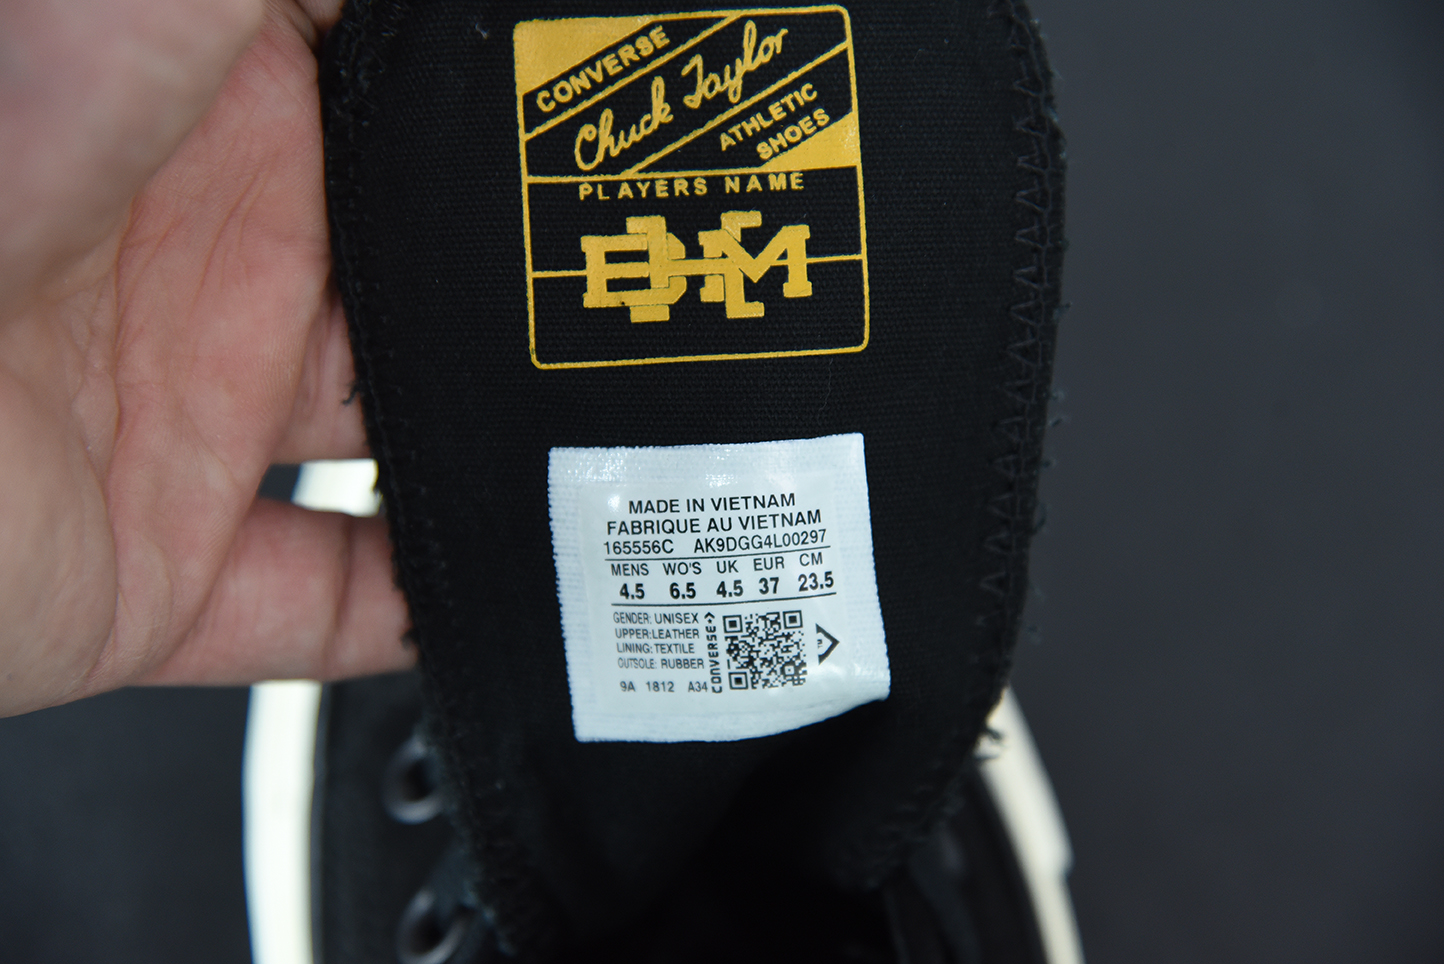 CONVERSE
Chuck Taylor
ATHLETIC
SHOES
PLAYERS NAME
BHM
MADE IN VIETNAM
FABRIQUE AU VIETNAM
165556C AK9DGG4L00297
MENS WO'S UK EUR CM
4.5 6.5 4.5 37 23.5
GENDER: UNISEX
UPPER: LEATHER
LINING: TEXTILE
OUTSOLE: RUBBER
9A 1812 A34
CONVERSE